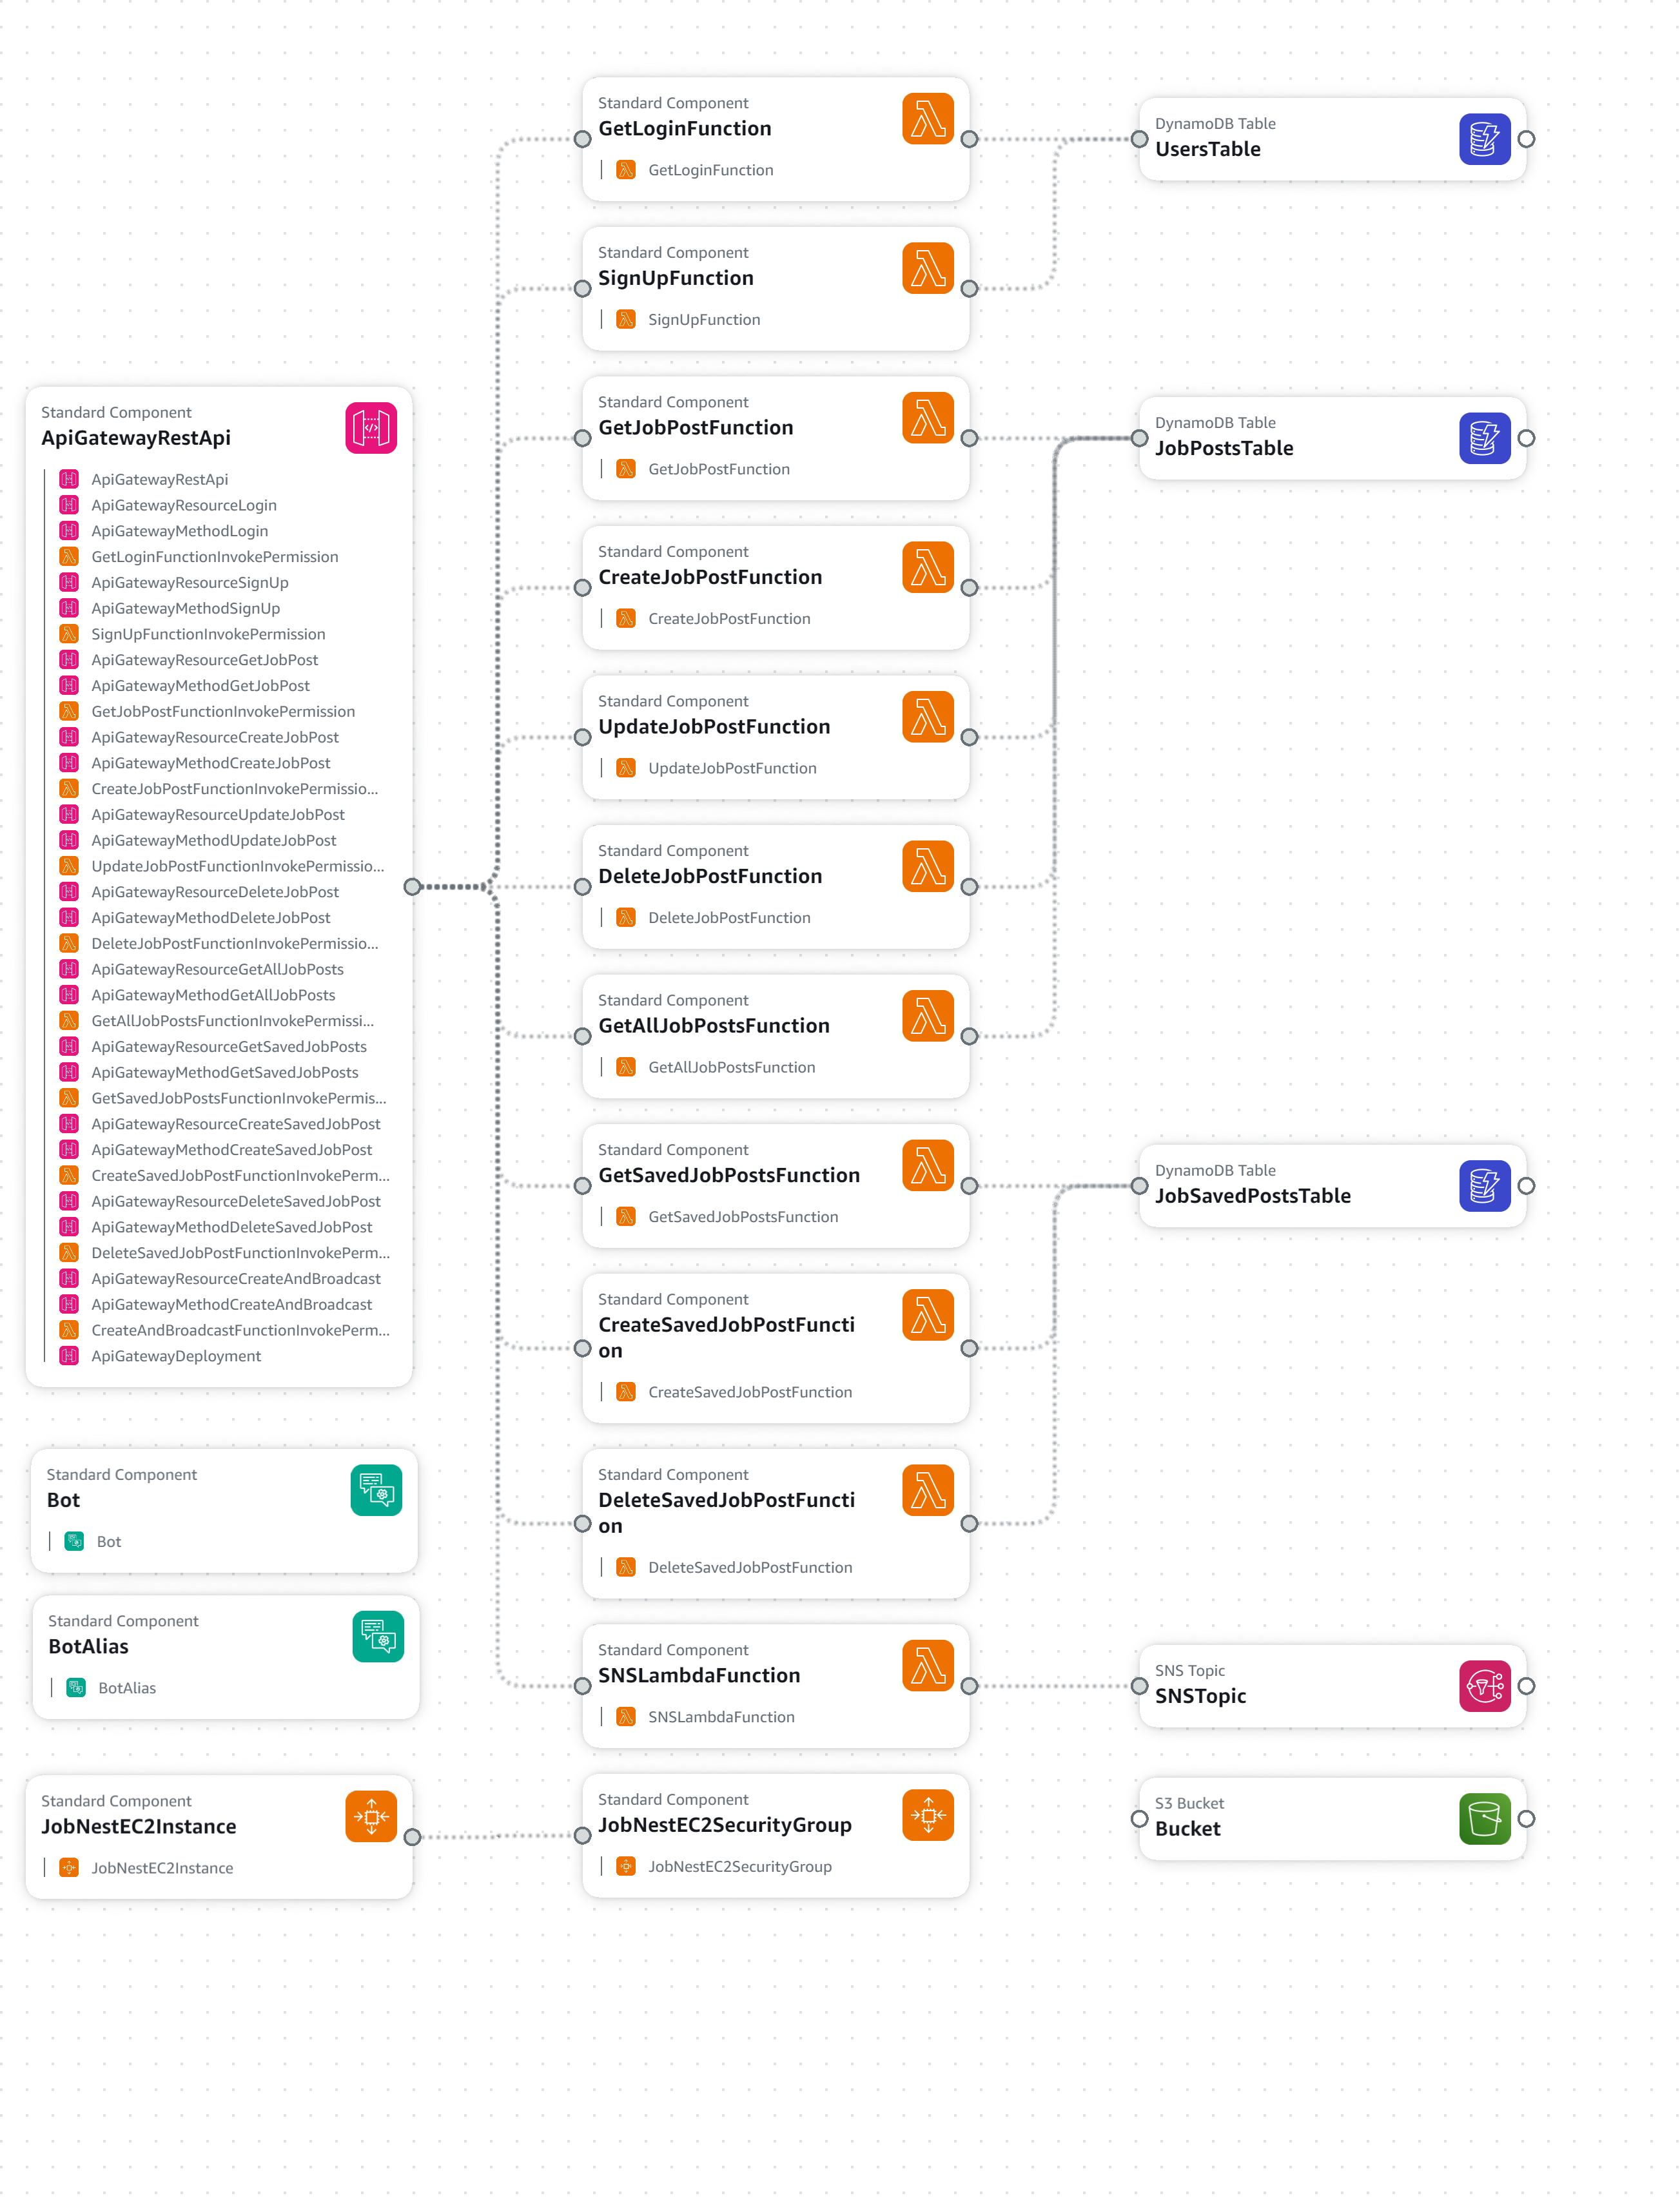 Standard Component
ApiGatewayRestApi
ApiGatewayRestApi
ApiGatewayResourceLogin
ApiGatewayMethodLogin
GetLoginFunctionInvokePermission
ApiGatewayResourceSignUp
ApiGatewayMethodSignUp
SignUpFunctionInvokePermission
ApiGatewayResourceGetJobPost
ApiGatewayMethodGetJobPost
GetJobPostFunctionInvokePermission
ApiGatewayResourceCreateJobPost
ApiGatewayMethodCreateJobPost
CreateJobPostFunctionInvokePermissio...
ApiGatewayResourceUpdateJobPost
ApiGatewayMethodUpdateJobPost
UpdateJobPostFunctionInvokePermissio...
ApiGatewayResourceDeleteJobPost
ApiGatewayMethodDeleteJobPost
DeleteJobPostFunctionInvokePermissio...
ApiGatewayResourceGetAllJobPosts
ApiGatewayMethodGetAllJobPosts
GetAllJobPostsFunctionInvokePermissi...
ApiGatewayResourceGetSavedJobPosts
ApiGatewayMethodGetSavedJobPosts
GetSavedJobPostsFunctionInvokePermis...
ApiGatewayResourceCreateSavedJobPost
ApiGatewayMethodCreateSavedJobPost
CreateSavedJobPostFunctionInvokePerm...
ApiGatewayResourceDeleteSavedJobPost
ApiGatewayMethodDeleteSavedJobPost
DeleteSavedJobPostFunctionInvokePerm...
ApiGatewayResourceCreateAndBroadcast
ApiGatewayMethodCreateAndBroadcast
CreateAndBroadcastFunctionInvokePerm...
ApiGatewayDeployment
Standard Component
Bot
Bot
Standard Component
BotAlias
BotAlias
Standard Component
JobNestEC2Instance
JobNestEC2Instance
Standard Component
GetLoginFunction
GetLoginFunction
Standard Component
SignUpFunction
SignUpFunction
Standard Component
GetJobPostFunction
GetJobPostFunction
Standard Component
CreateJobPostFunction
CreateJobPostFunction
Standard Component
UpdateJobPostFunction
UpdateJobPostFunction
Standard Component
DeleteJobPostFunction
DeleteJobPostFunction
Standard Component
GetAllJobPostsFunction
GetAllJobPostsFunction
Standard Component
GetSavedJobPostsFunction
GetSavedJobPostsFunction
Standard Component
CreateSavedJobPostFuncti
on
CreateSavedJobPostFunction
Standard Component
DeleteSavedJobPostFuncti
on
DeleteSavedJobPostFunction
Standard Component
SNSLambdaFunction
SNSLambdaFunction
Standard Component
JobNestEC2SecurityGroup
JobNestEC2SecurityGroup
DynamoDB Table
UsersTable
DynamoDB Table
JobPostsTable
DynamoDB Table
JobSavedPostsTable
SNS Topic
SNSTopic
S3 Bucket
Bucket